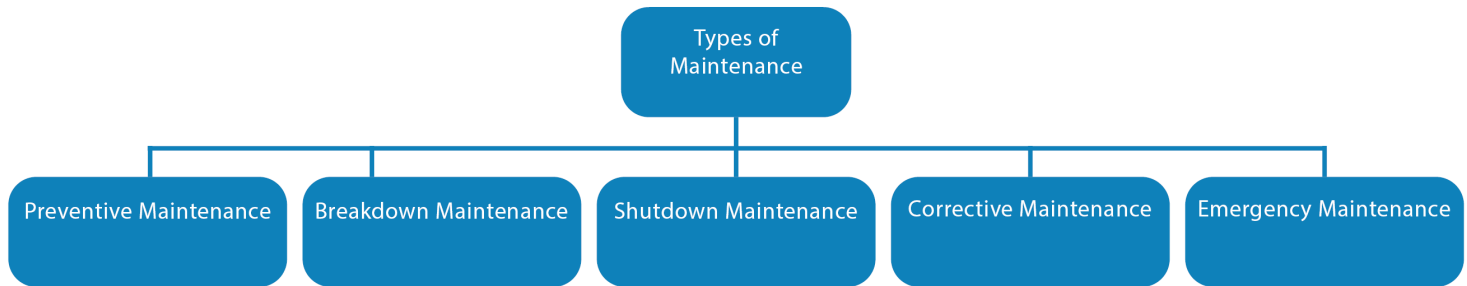 Types of
Maintenance
Preventive Maintenance
Breakdown Maintenance
Shutdown Maintenance
Corrective Maintenance
Emergency Maintenance